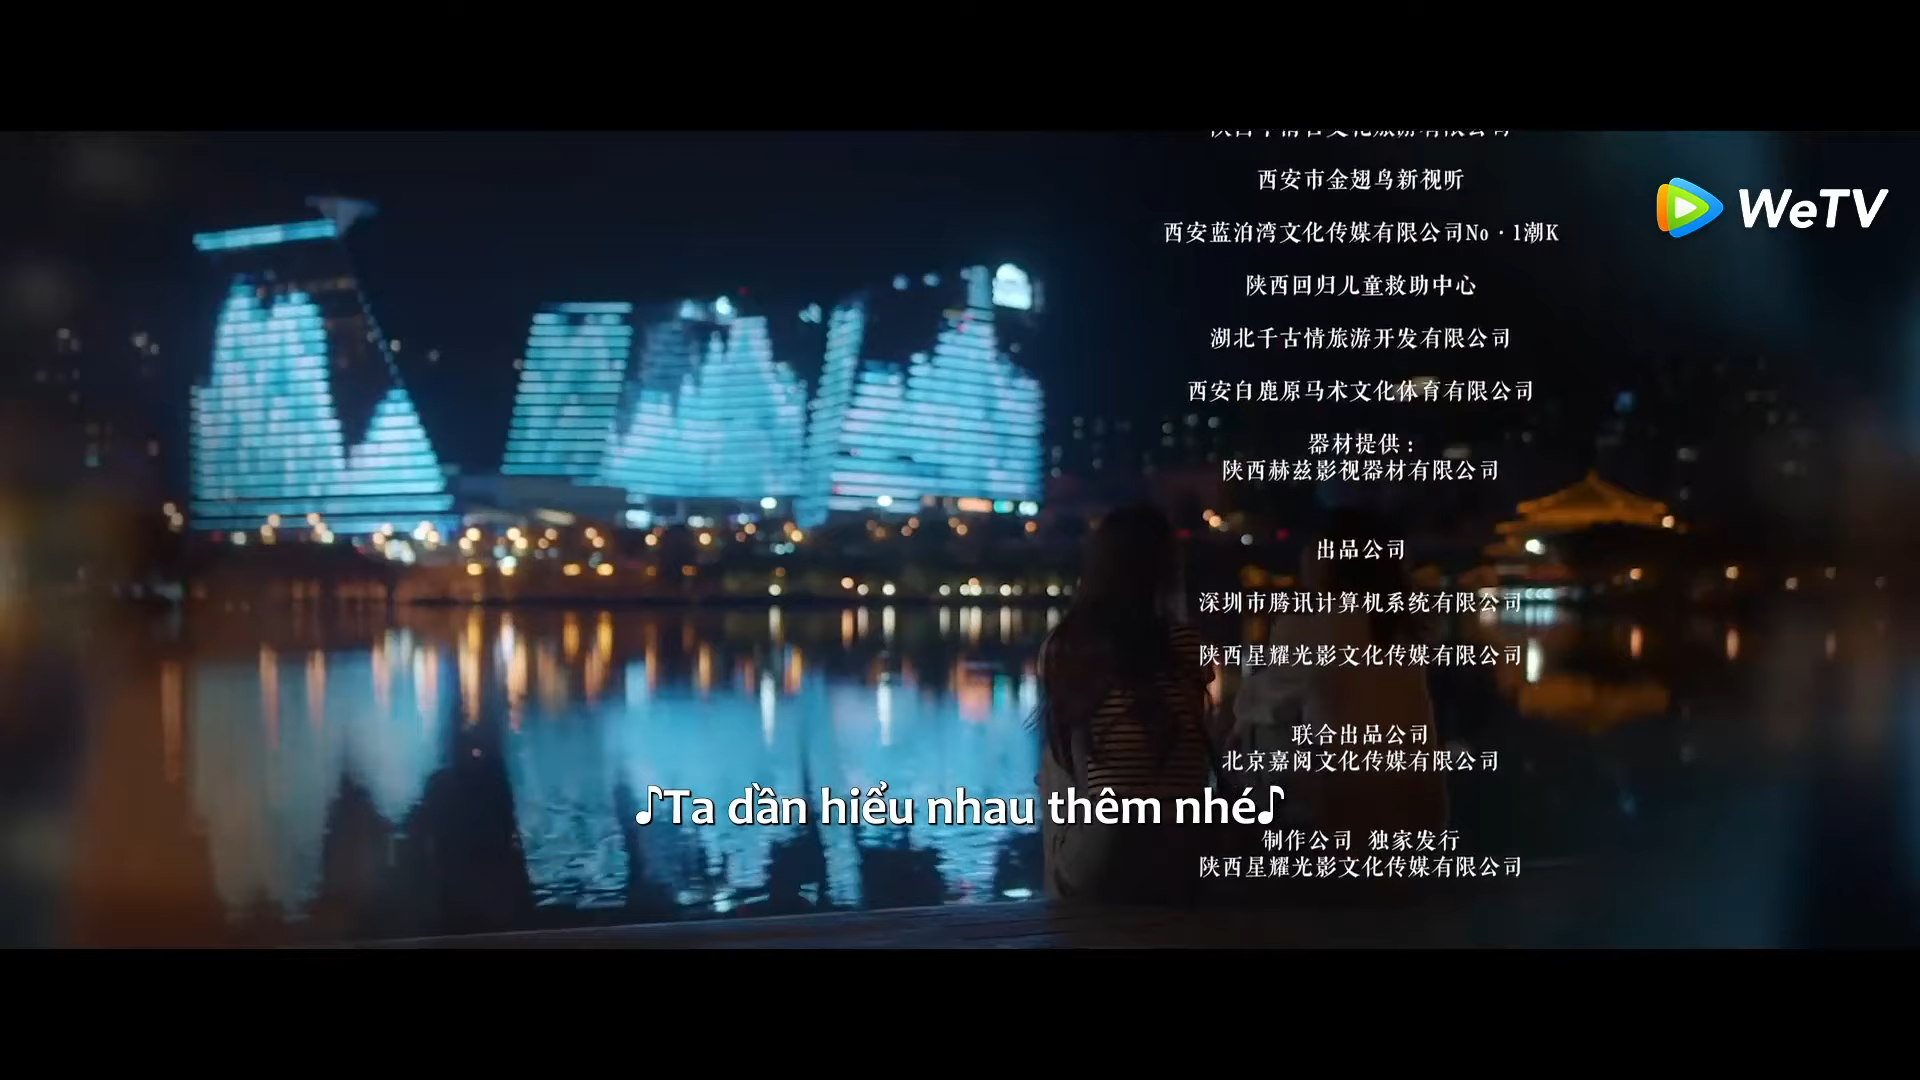 西安市金翅鸟新视听
WeTV
西安蓝泊湾文化传媒有限公司No·1潮K
陕西回归儿童救助中心
湖北千古情旅游开发有限公司
西安白鹿原马术文化体育有限公司
器材提供：
陕西赫兹影视器材有限公司
出品公司
深圳市腾讯计算机系统有限公司
陕西星耀光影文化传媒有限公司
联合出品公司
北京嘉阅文化传媒有限公司
♪Ta dần hiểu nhau thêm nhé♪
制作公司 独家发行
陕西星耀光影文化传媒有限公司